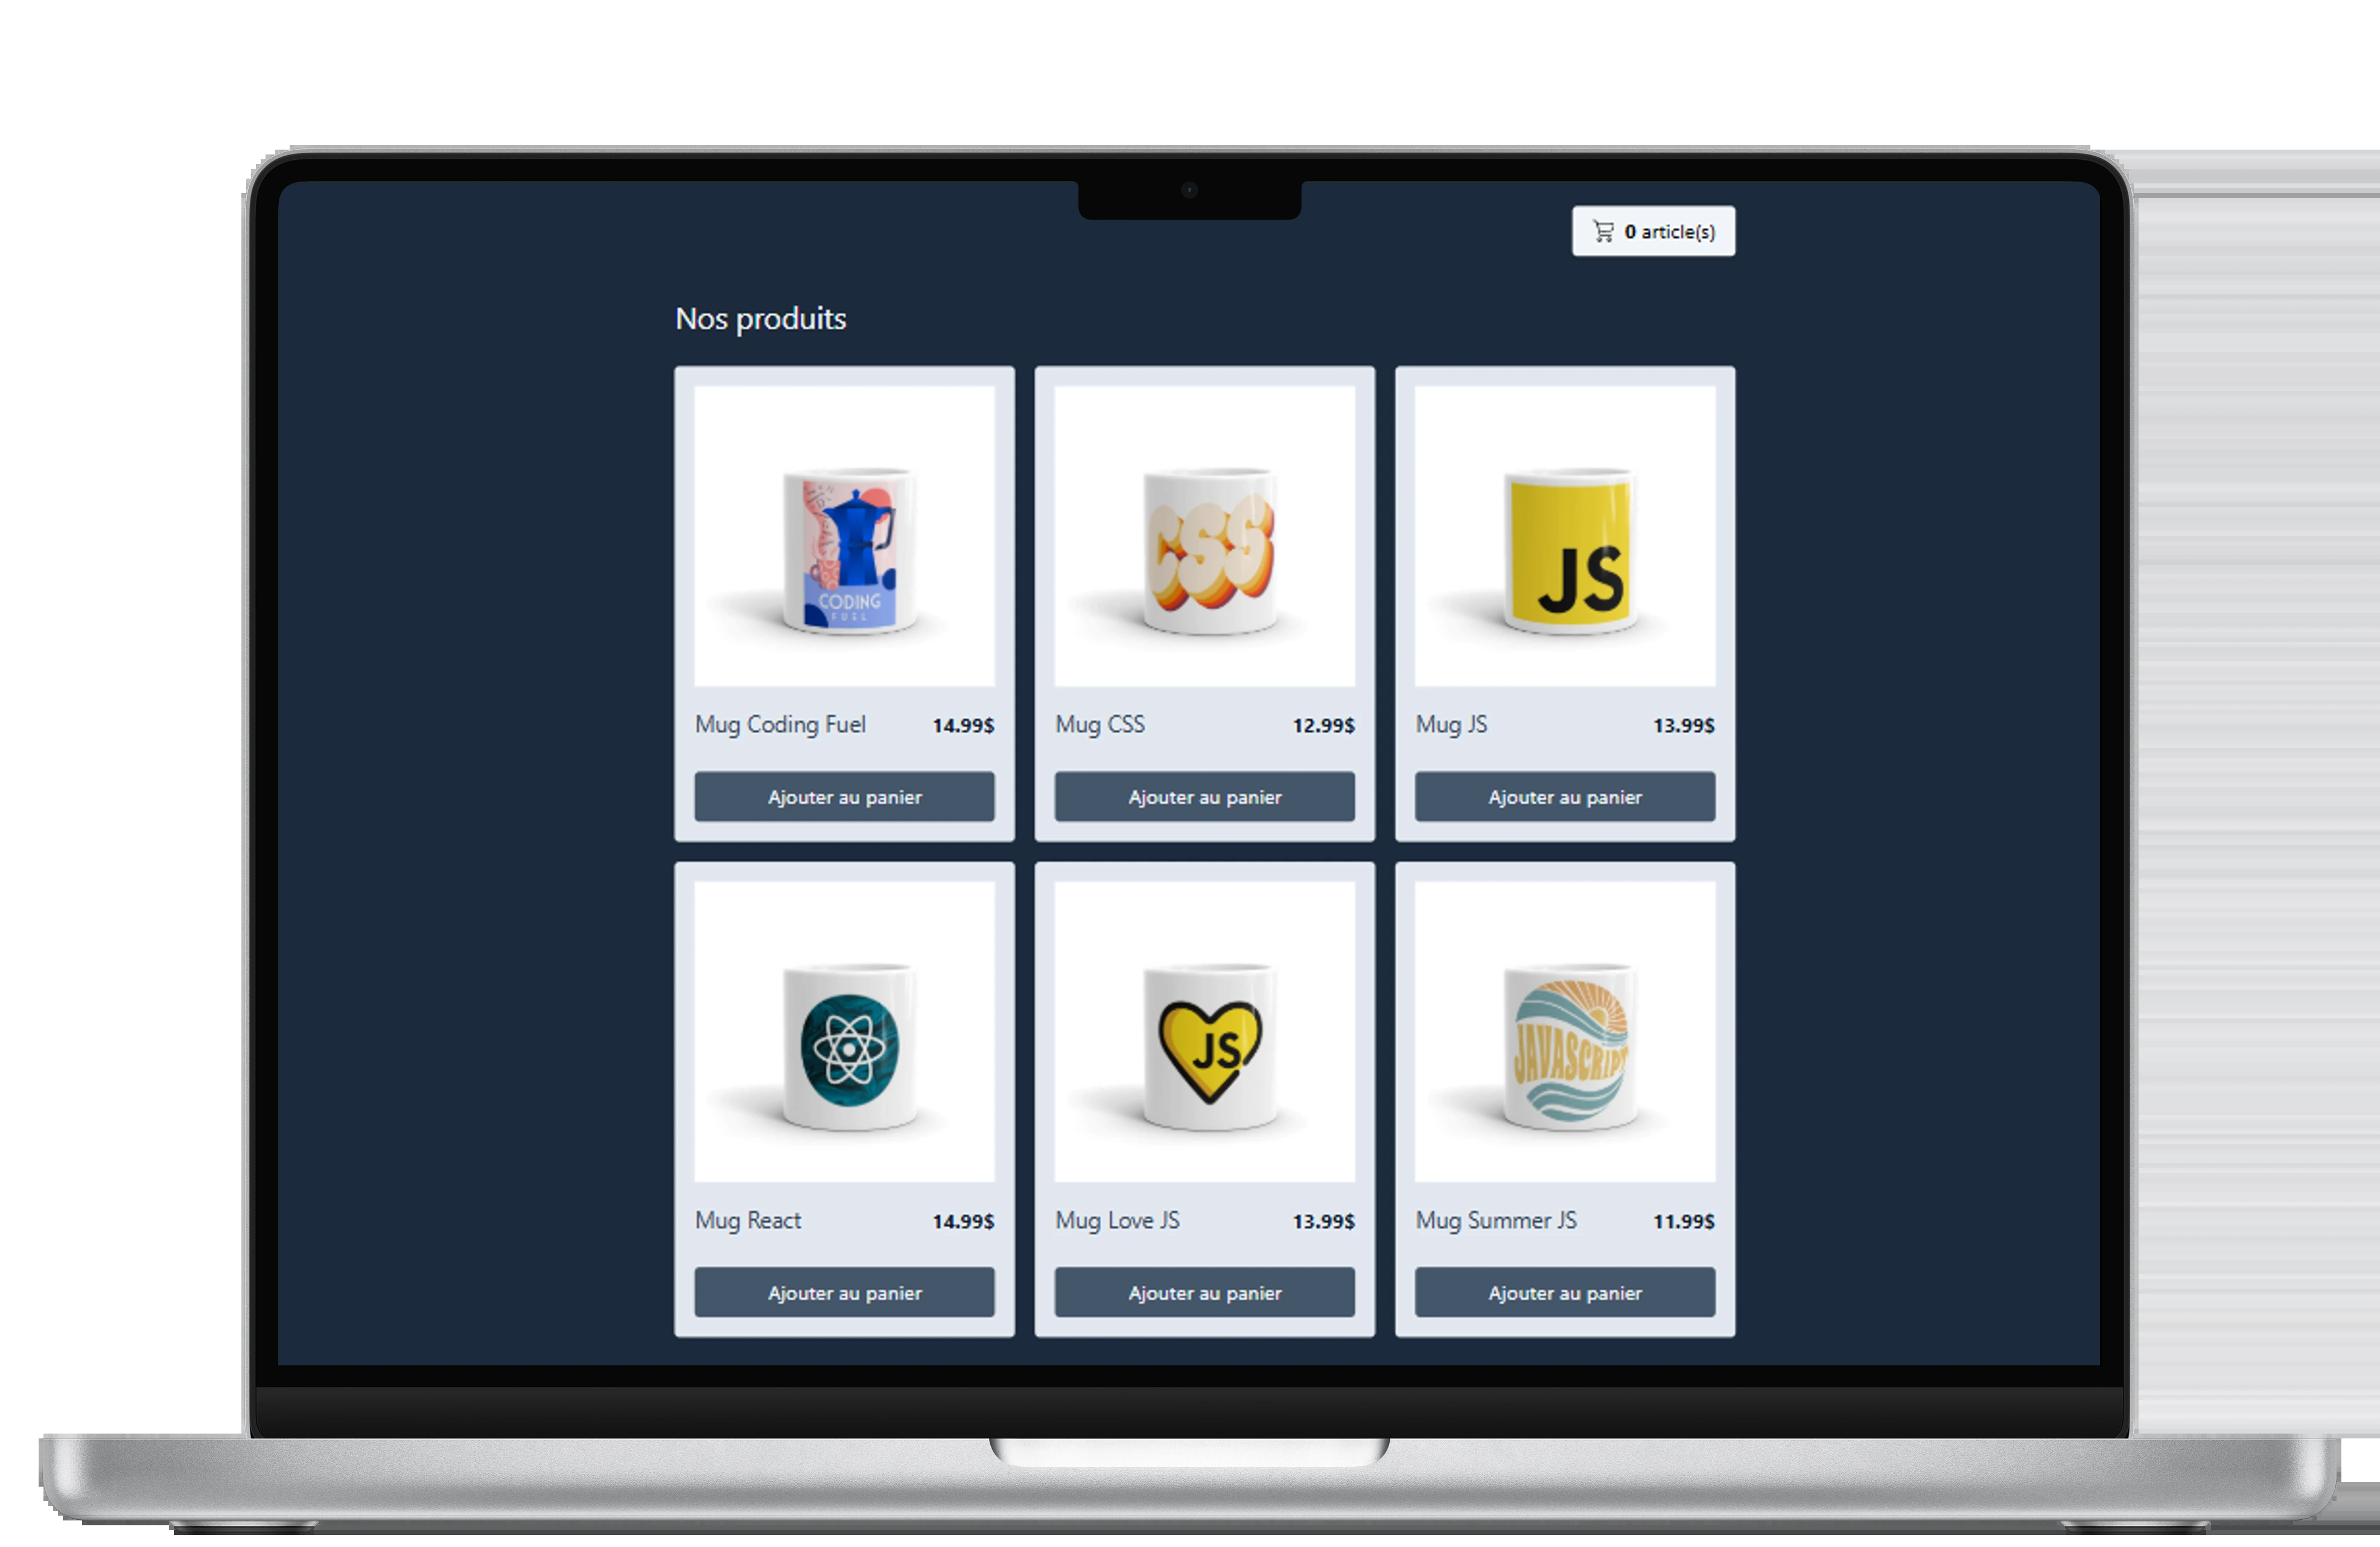 0 article(s)
Nos produits
CODING
FUEL
CSS
JS
Mug Coding Fuel 14.99$
Mug CSS 12.99$
Mug JS 13.99$
Ajouter au panier
Ajouter au panier
Ajouter au panier
JS
JAVASCRIPT
Mug React 14.99$
Mug Love JS 13.99$
Mug Summer JS 11.99$
Ajouter au panier
Ajouter au panier
Ajouter au panier